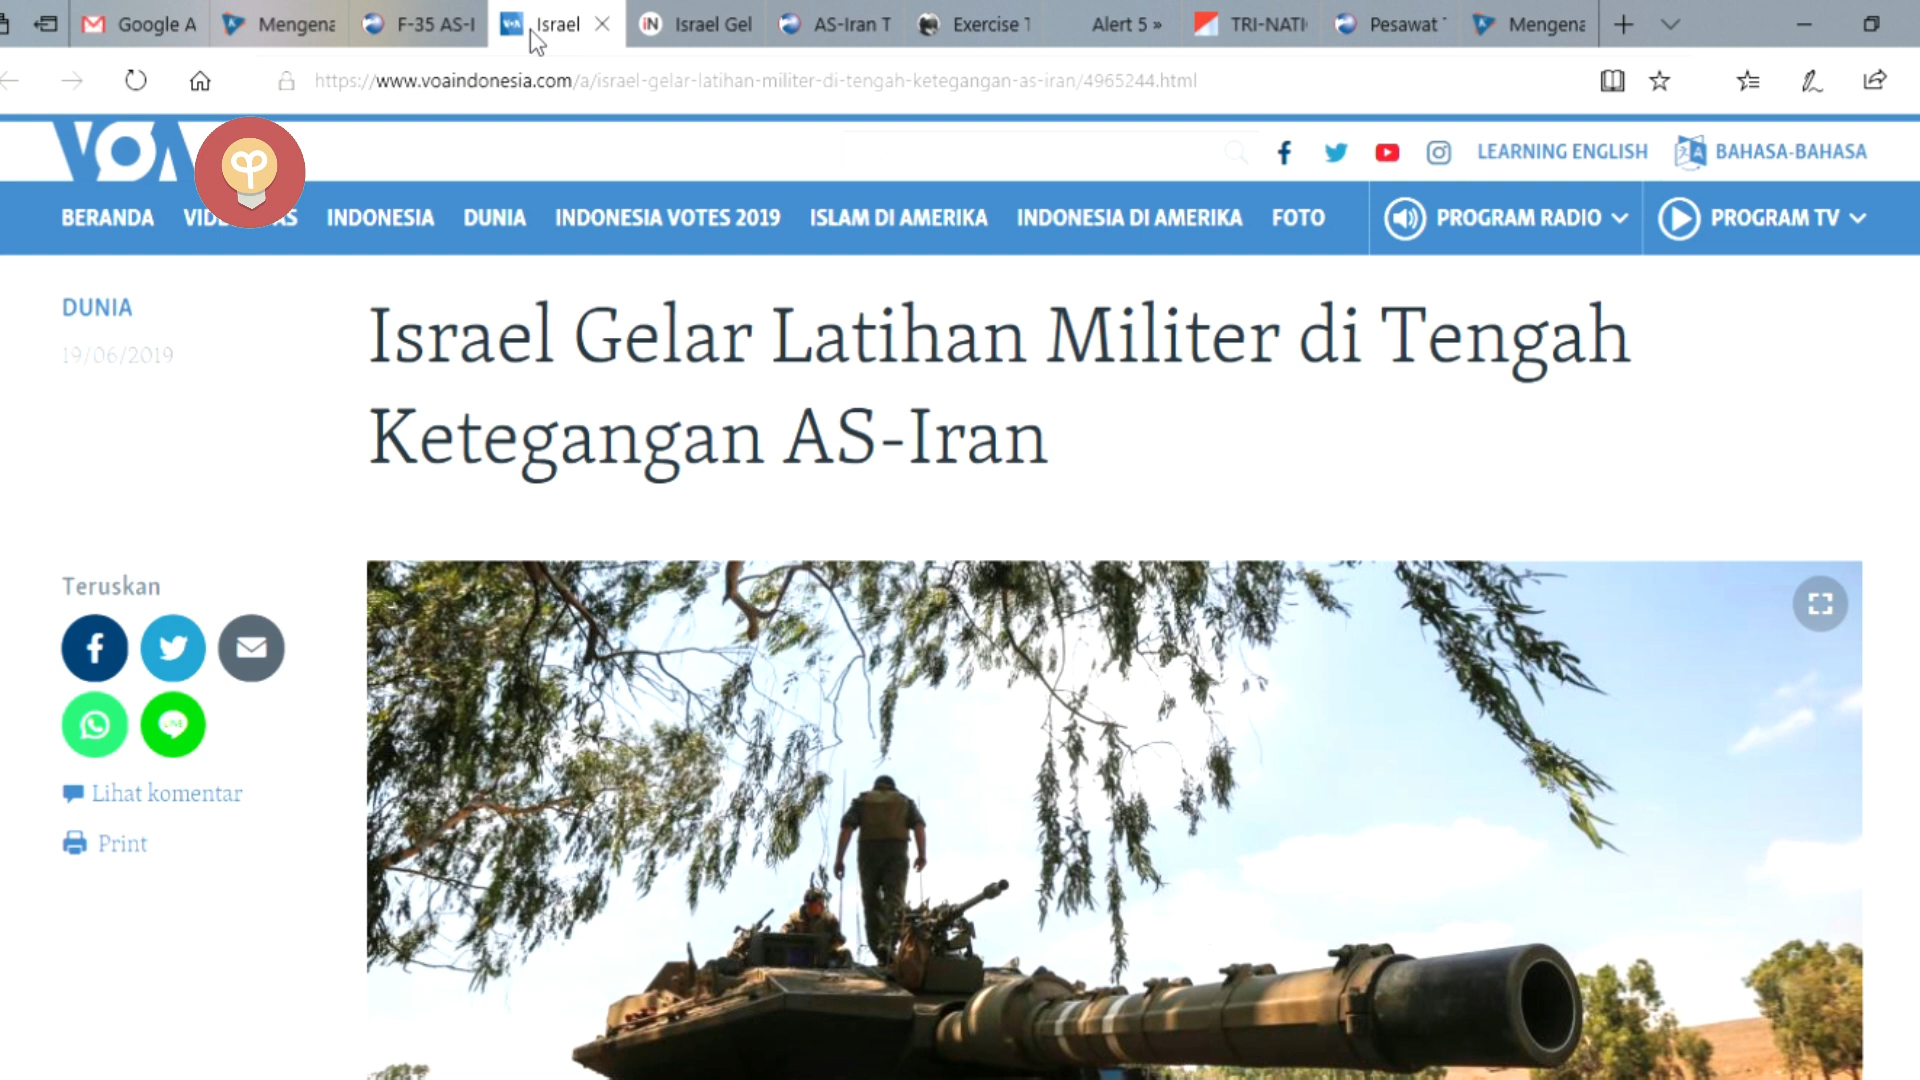 Google A
Mengena
F-35 AS-I
Israel
Israel Gel
AS-Iran T
Exercise T
Alert 5 »
TRI-NATI
Pesawat
Mengena
https://www.voaindonesia.com/a/israel-gelar-latihan-militer-di-tengah-ketegangan-as-iran/4965244.html
VOA
LEARNING ENGLISH
BAHASA-BAHASA
BERANDA
INDONESIA
DUNIA
INDONESIA VOTES 2019
ISLAM DI AMERIKA
INDONESIA DI AMERIKA
FOTO
PROGRAM RADIO
PROGRAM TV
DUNIA
19/06/2019
Israel Gelar Latihan Militer di Tengah
Ketegangan AS-Iran
Teruskan
LINE
Lihat komentar
Print